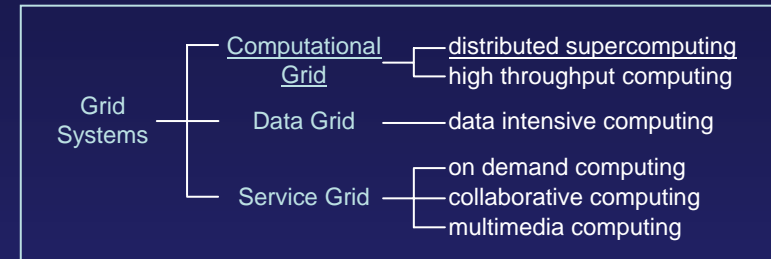 Grid
Systems
Computational
Grid
distributed supercomputing
high throughput computing
Data Grid
data intensive computing
Service Grid
on demand computing
collaborative computing
multimedia computing